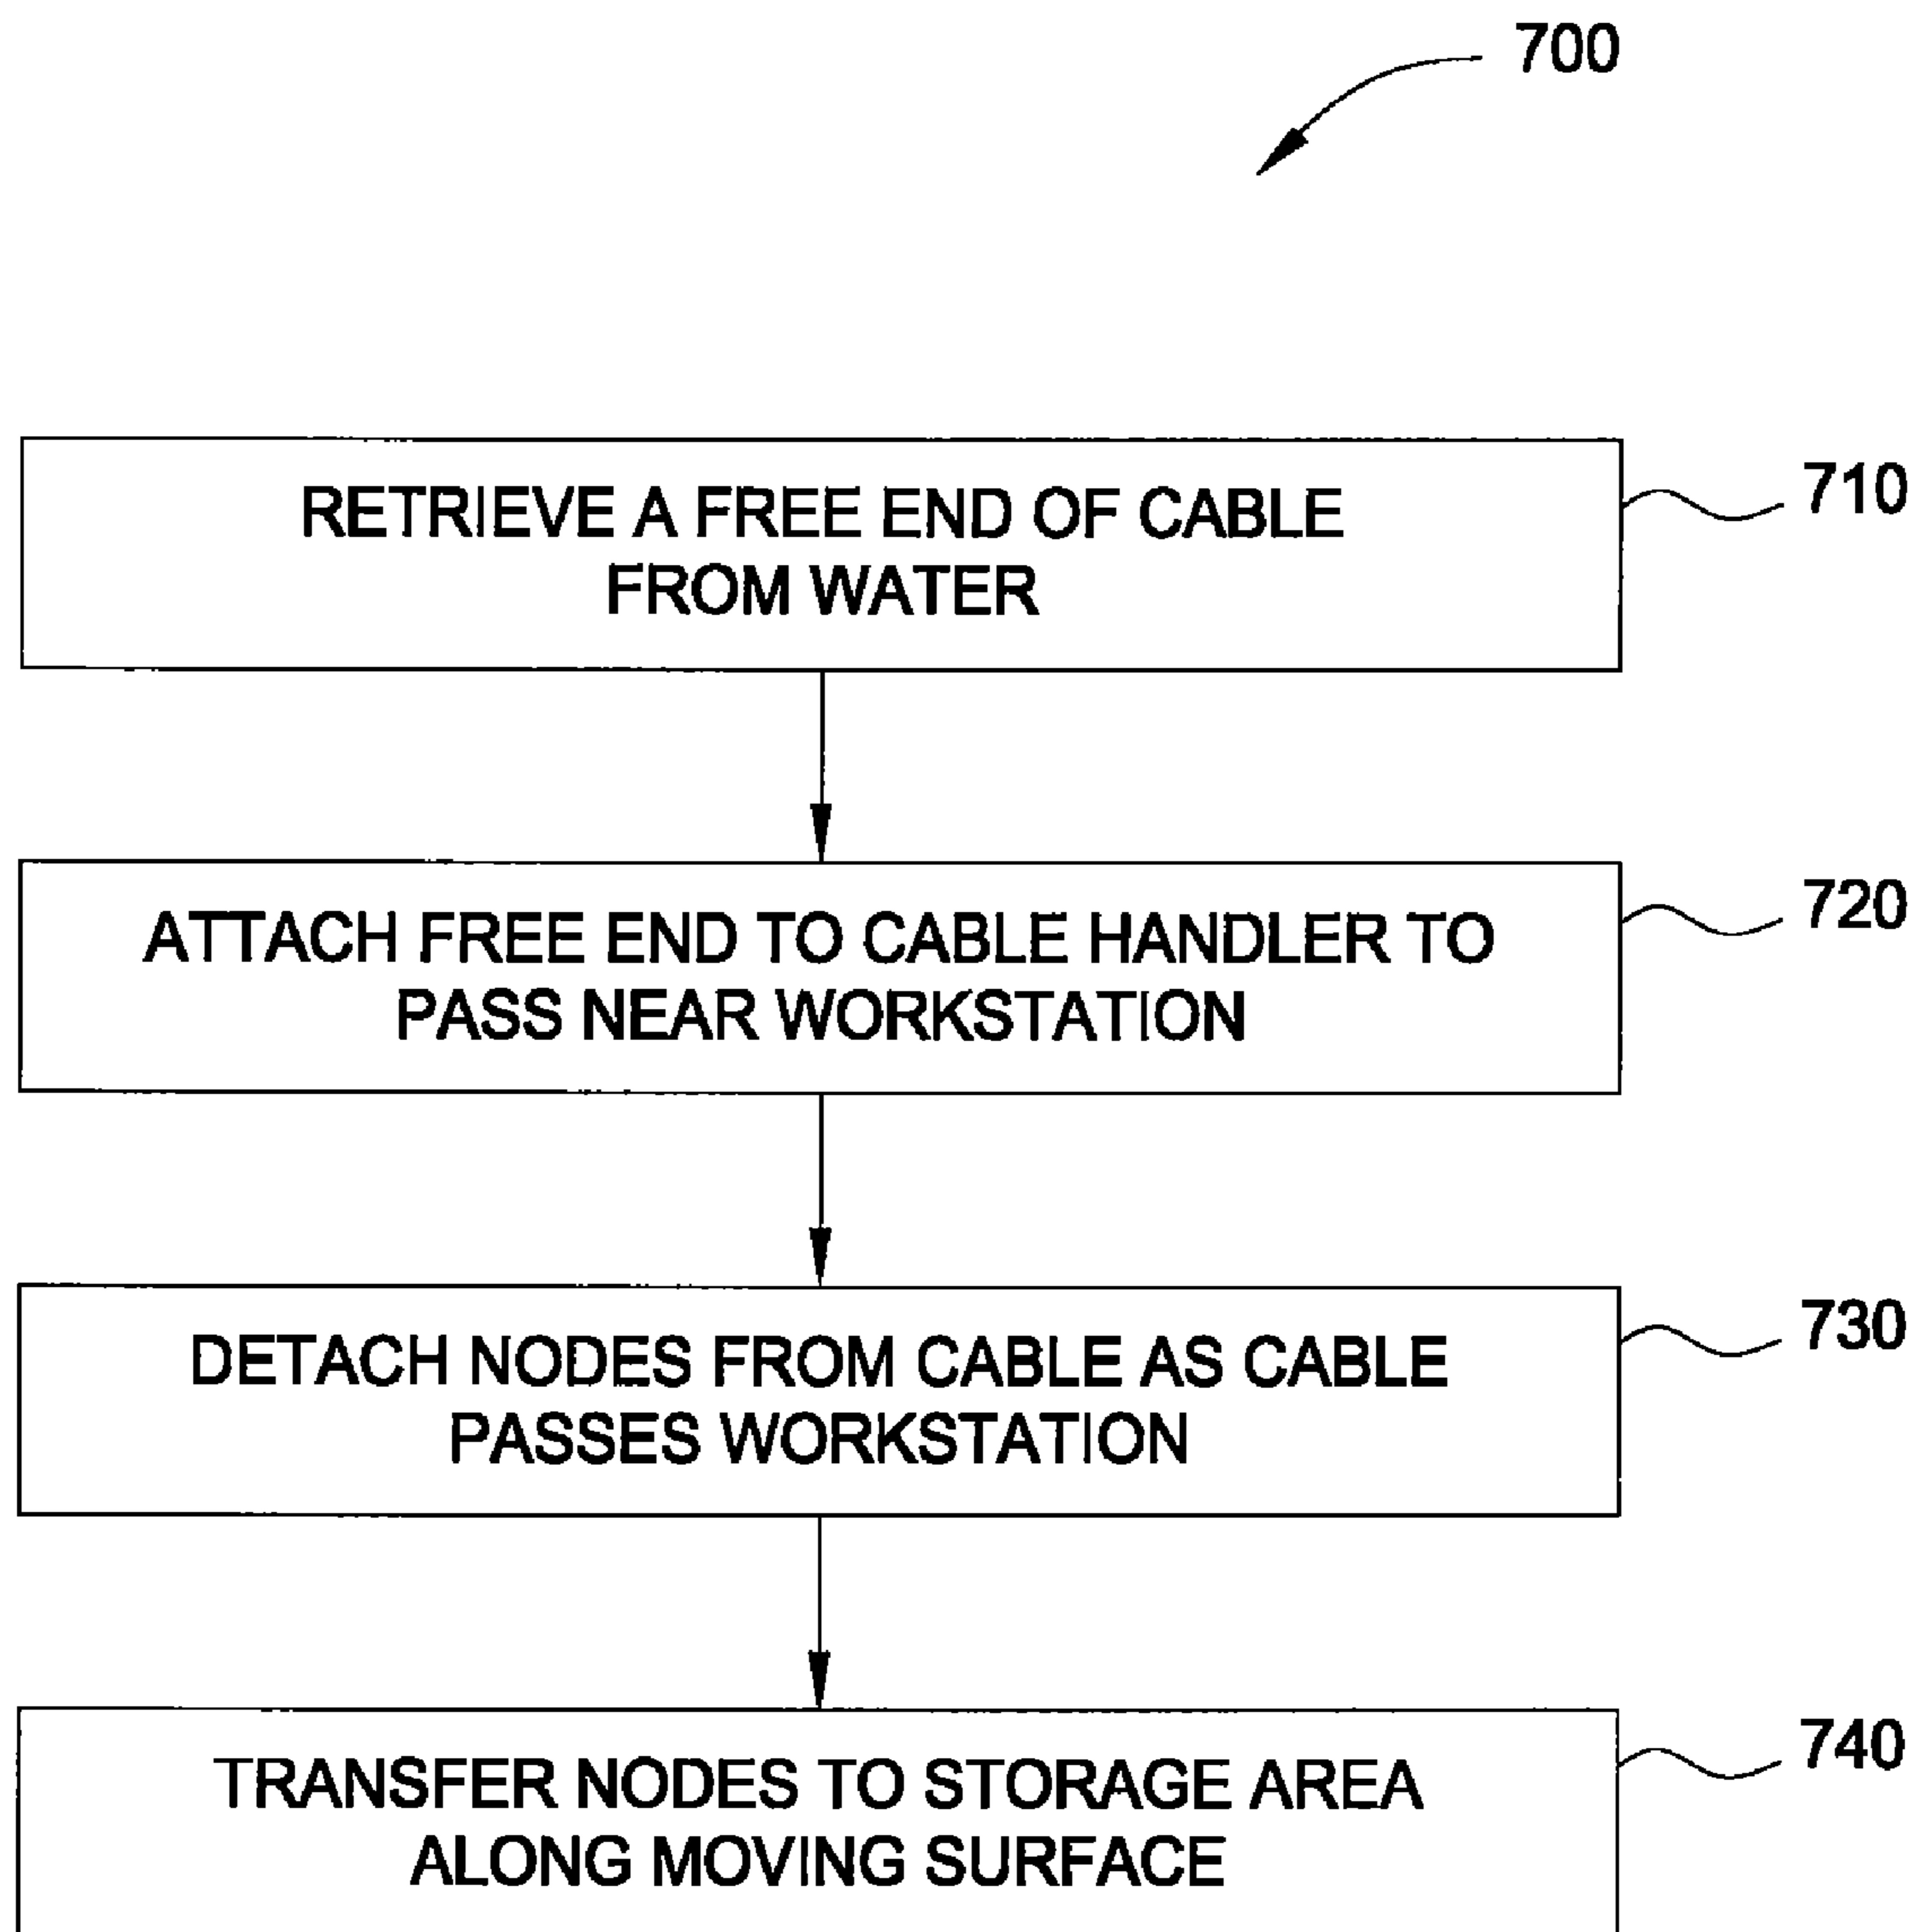 700
RETRIEVE A FREE END OF CABLE
FROM WATER
710
ATTACH FREE END TO CABLE HANDLER TO
PASS NEAR WORKSTATION
720
DETACH NODES FROM CABLE AS CABLE
PASSES WORKSTATION
730
TRANSFER NODES TO STORAGE AREA
ALONG MOVING SURFACE
740